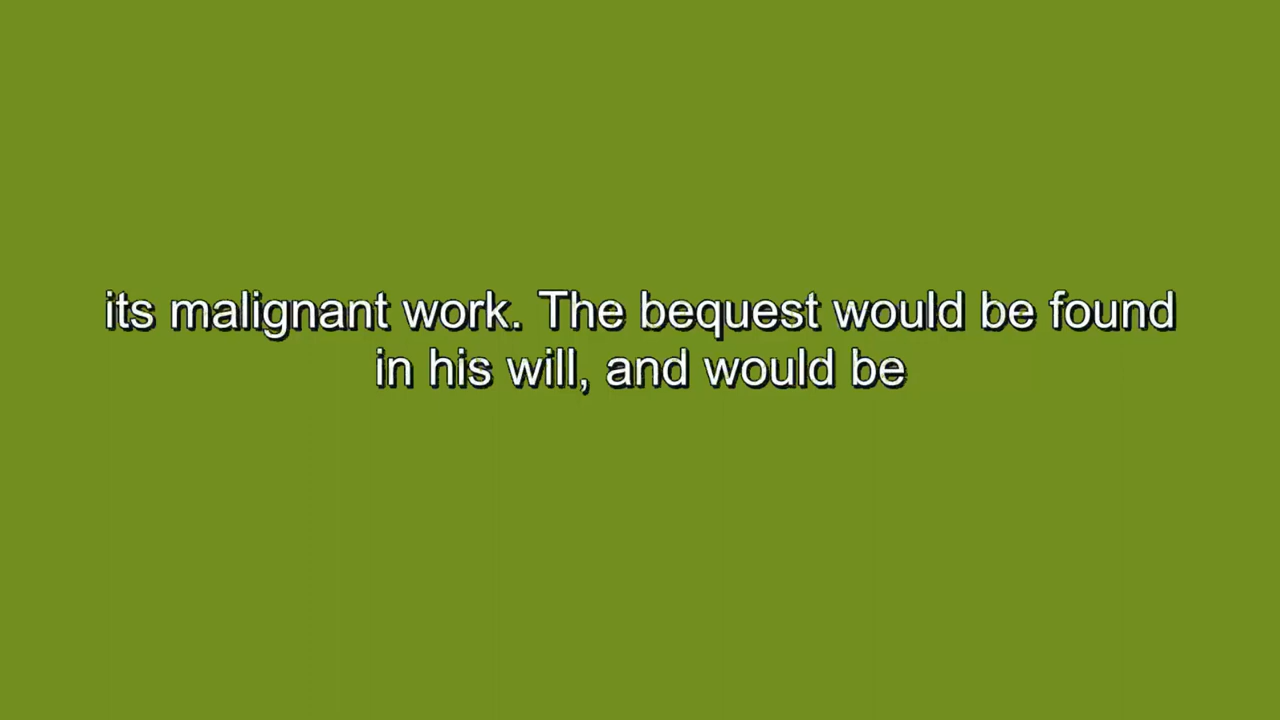 its malignant work. The bequest would be found
in his will, and would be